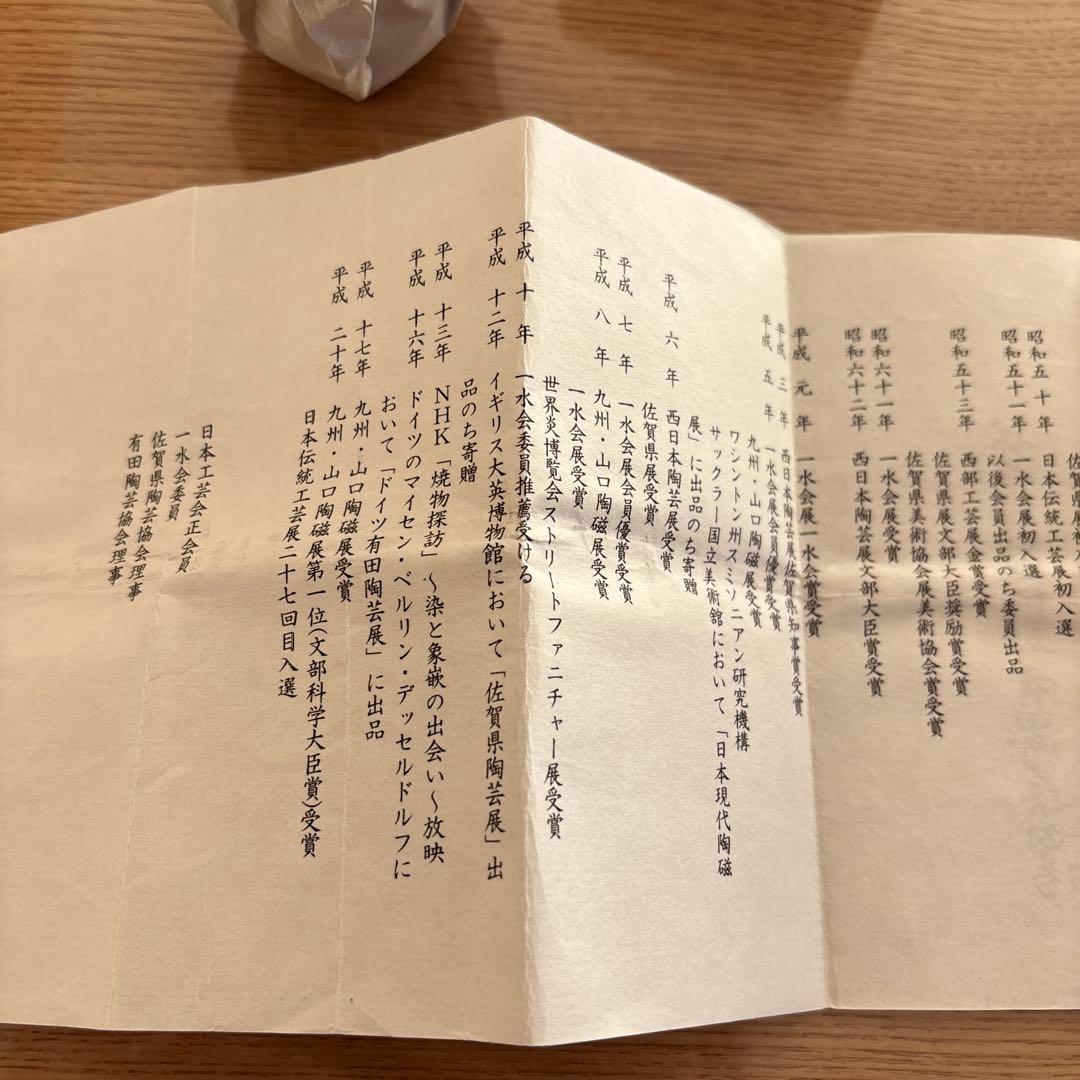 佐賀県展初入
昭和五十年 日本伝統工芸展初入選
昭和五十一年 一水会展初入選
以後会員出品のち委員出品
西部工芸展金賞受賞
昭和五十三年 佐賀県展文部大臣奨励賞受賞
佐賀県美術協会展美術協会賞受賞
昭和六十一年 一水会展受賞
昭和六十二年 西日本陶芸展文部大臣賞受賞
平成元年 一水会展一水会賞受賞
平成三年 西日本陶芸展佐賀県知事賞受賞
平成五年 一水会展会員優賞受賞
九州・山口陶磁展受賞
ワシントン州スミソニアン研究機構
サックラー国立美術館において「日本現代陶磁
展」に出品のち寄贈
平成六年 西日本陶芸展受賞
佐賀県展受賞
平成七年 一水会展会員優賞受賞
平成八年 九州・山口陶磁展受賞
一水会展受賞
世界炎博覧会ストリートファニチャー展受賞
平成十年 一水会委員推薦受ける
平成十二年 イギリス大英博物館において「佐賀県陶芸展」出
品のち寄贈
平成十三年 NHK「焼物探訪」~染と象嵌の出会い~放映
平成十六年 ドイツのマイセン・ベルリン・デッセルドルフに
おいて「ドイツ有田陶芸展」に出品
平成十七年 九州・山口陶磁展受賞
平成二十年 九州・山口陶磁展第一位(文部科学大臣賞)受賞
日本伝統工芸展二十七回目入選
日本工芸会正会員
一水会委員
佐賀県陶芸協会理事
有田陶芸協会理事